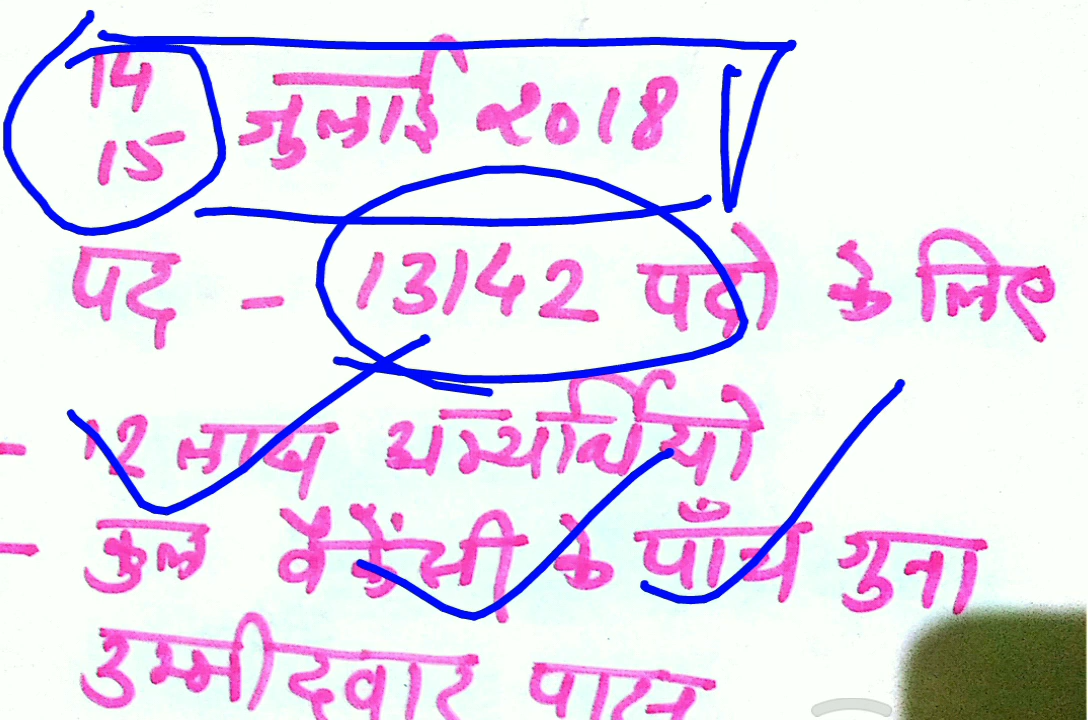 14
15 जुलाई 2018
पद - 13142 पदो के लिए
- 12 लाख अभ्यर्थियो
- कुल वैकेंसी के पाँच गुना
उम्मीदवार पास